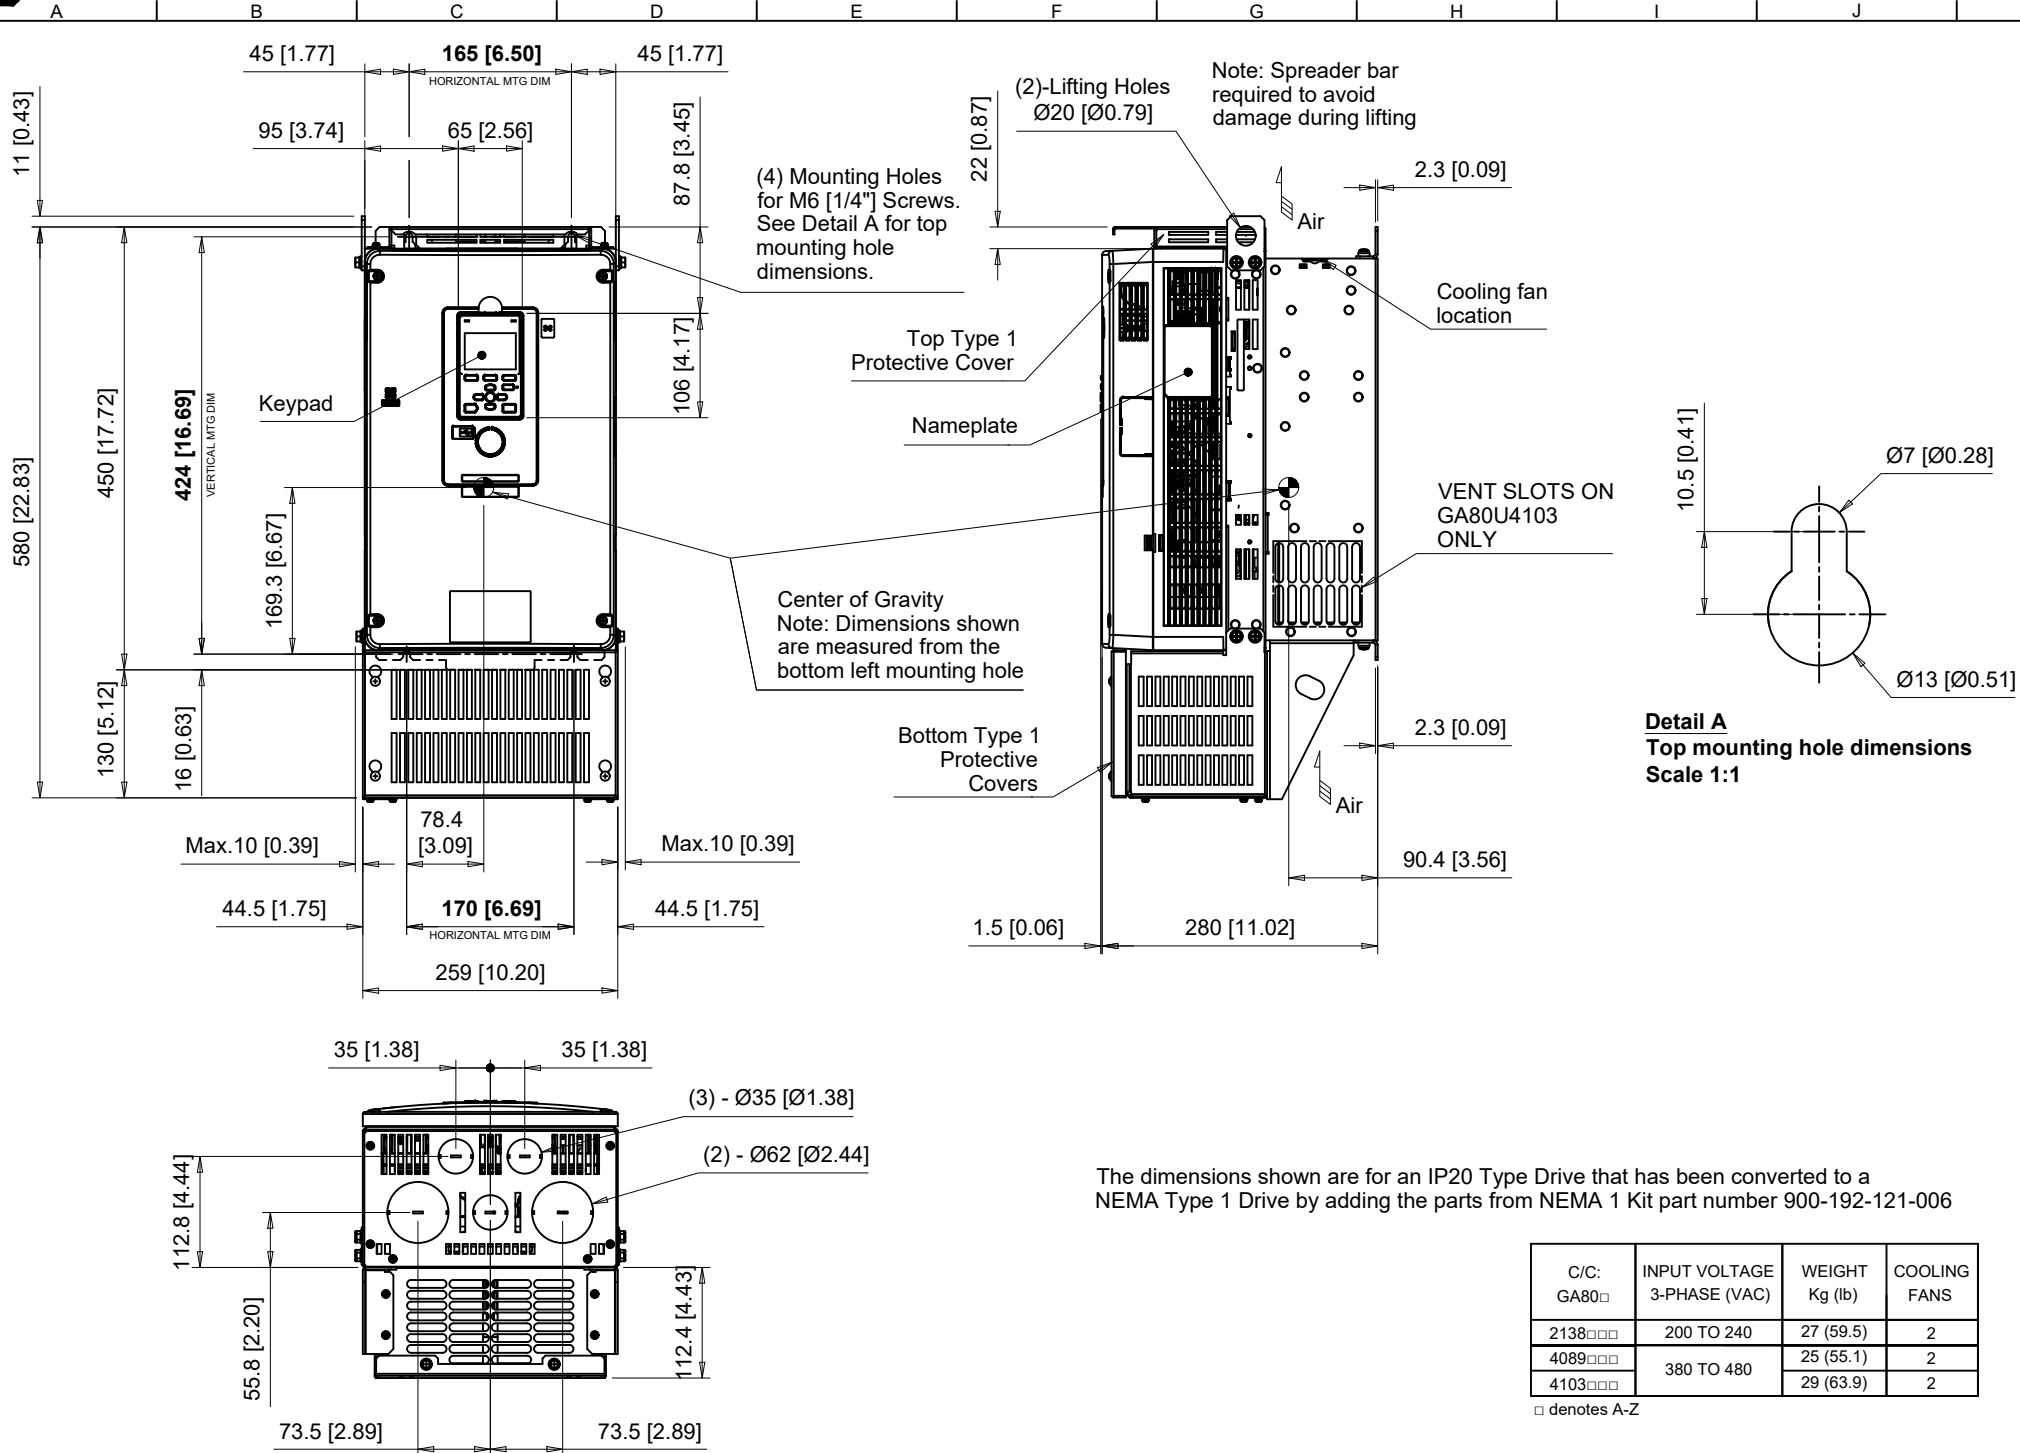 A B C D E F G H I J
45 [1.77]
165 [6.50]
HORIZONTAL MTG DIM
45 [1.77]
11 [0.43]
95 [3.74]
65 [2.56]
87.8 [3.45]
(4) Mounting Holes
for M6 [1/4"] Screws.
See Detail A for top
mounting hole
dimensions.
106 [4.17]
Keypad
580 [22.83]
450 [17.72]
424 [16.69]
VERTICAL MTG DIM
169.3 [6.67]
130 [5.12]
16 [0.63]
Center of Gravity
Note: Dimensions shown
are measured from the
bottom left mounting hole
78.4
[3.09]
Max.10 [0.39]
Max.10 [0.39]
44.5 [1.75]
170 [6.69]
HORIZONTAL MTG DIM
44.5 [1.75]
259 [10.20]
(2)-Lifting Holes
Ø20 [Ø0.79]
Note: Spreader bar
required to avoid
damage during lifting
22 [0.87]
2.3 [0.09]
Air
Cooling fan
location
Top Type 1
Protective Cover
Nameplate
VENT SLOTS ON
GA80U4103
ONLY
Bottom Type 1
Protective
Covers
2.3 [0.09]
Air
90.4 [3.56]
1.5 [0.06]
280 [11.02]
10.5 [0.41]
Ø7 [Ø0.28]
Ø13 [Ø0.51]
Detail A
Top mounting hole dimensions
Scale 1:1
35 [1.38]
35 [1.38]
(3) - Ø35 [Ø1.38]
(2) - Ø62 [Ø2.44]
112.8 [4.44]
55.8 [2.20]
112.4 [4.43]
73.5 [2.89]
73.5 [2.89]
The dimensions shown are for an IP20 Type Drive that has been converted to a
NEMA Type 1 Drive by adding the parts from NEMA 1 Kit part number 900-192-121-006
C/C:
GA80□
INPUT VOLTAGE
3-PHASE (VAC)
WEIGHT
Kg (lb)
COOLING
FANS
2138□□□ 200 TO 240 27 (59.5) 2
4089□□□ 380 TO 480 25 (55.1) 2
4103□□□ 29 (63.9) 2
□ denotes A-Z